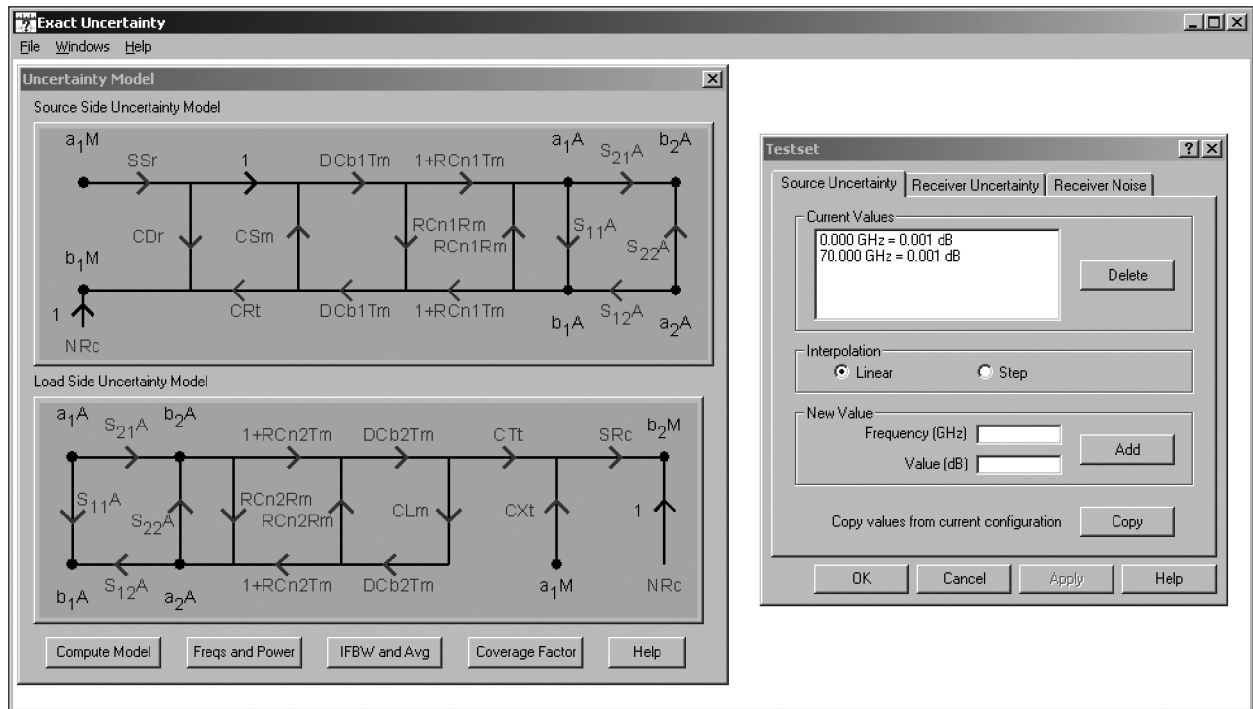 Exact Uncertainty
File Windows Help
Uncertainty Model
Source Side Uncertainty Model
a1M SSr 1 DCb1Tm 1+RCn1Tm a1A S21A b2A
CDr CSm RCn1Rm RCn1Rm S11A S22A
b1M
1 CRt DCb1Tm 1+RCn1Tm b1A S12A a2A
NRc
Load Side Uncertainty Model
a1A S21A b2A 1+RCn2Tm DCb2Tm CTt SRc b2M
S11A S22A RCn2Rm RCn2Rm CLm CXt 1
b1A S12A a2A 1+RCn2Tm DCb2Tm a1M NRc
Compute Model Freqs and Power IFBW and Avg Coverage Factor Help
Testset
Source Uncertainty Receiver Uncertainty Receiver Noise
Current Values
0.000 GHz = 0.001 dB
70.000 GHz = 0.001 dB
Delete
Interpolation
Linear Step
New Value
Frequency (GHz)
Value (dB)
Add
Copy values from current configuration Copy
OK Cancel Apply Help